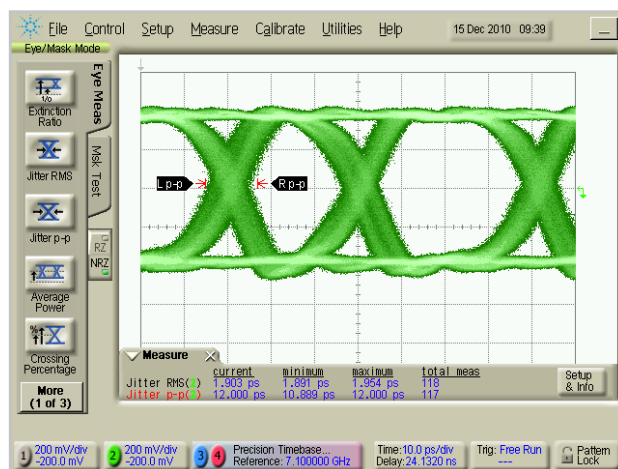 File Control Setup Measure Calibrate Utilities Help 15 Dec 2010 09:39
Eye/Mask Mode
Eye Meas
Msk Test
1/0
Extinction
Ratio
Jitter RMS
Jitter p-p
RZ
NRZ
Average
Power
%
Crossing
Percentage
More
(1 of 3)
L p-p
R p-p
Measure
current minimum maximum total meas
Jitter RMS(2) 1.903 ps 1.891 ps 1.954 ps 118
Jitter p-p(2) 12.000 ps 10.889 ps 12.000 ps 117
Setup
& Info
1 200 mV/div
-200.0 mV
2 200 mV/div
-200.0 mV
3 4 Precision Timebase...
Reference: 7.100000 GHz
Time:10.0 ps/div
Delay:24.1320 ns
Trig: Free Run
---
Pattern
Lock